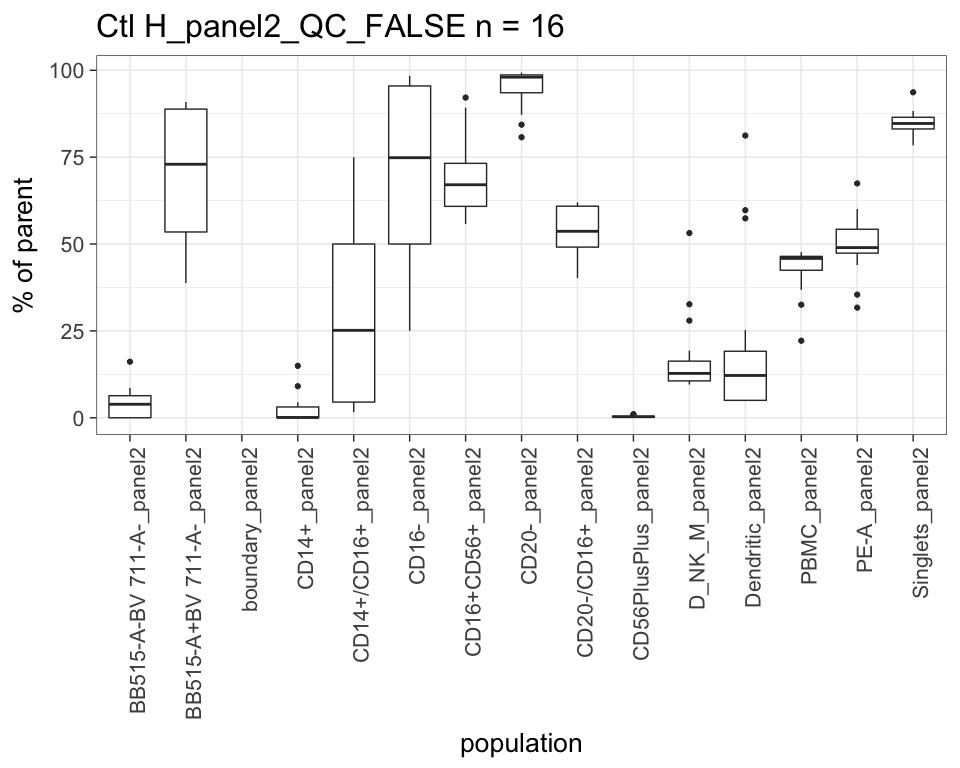 Ctl H_panel2_QC_FALSE n = 16
% of parent
100
75
50
25
0
BB515-A-BV 711-A-_panel2
BB515-A+BV 711-A-_panel2
boundary_panel2
CD14+_panel2
CD14+/CD16+_panel2
CD16-_panel2
CD16+CD56+_panel2
CD20-_panel2
CD20-/CD16+_panel2
CD56PlusPlus_panel2
D_NK_M_panel2
Dendritic_panel2
PBMC_panel2
PE-A_panel2
Singlets_panel2
population